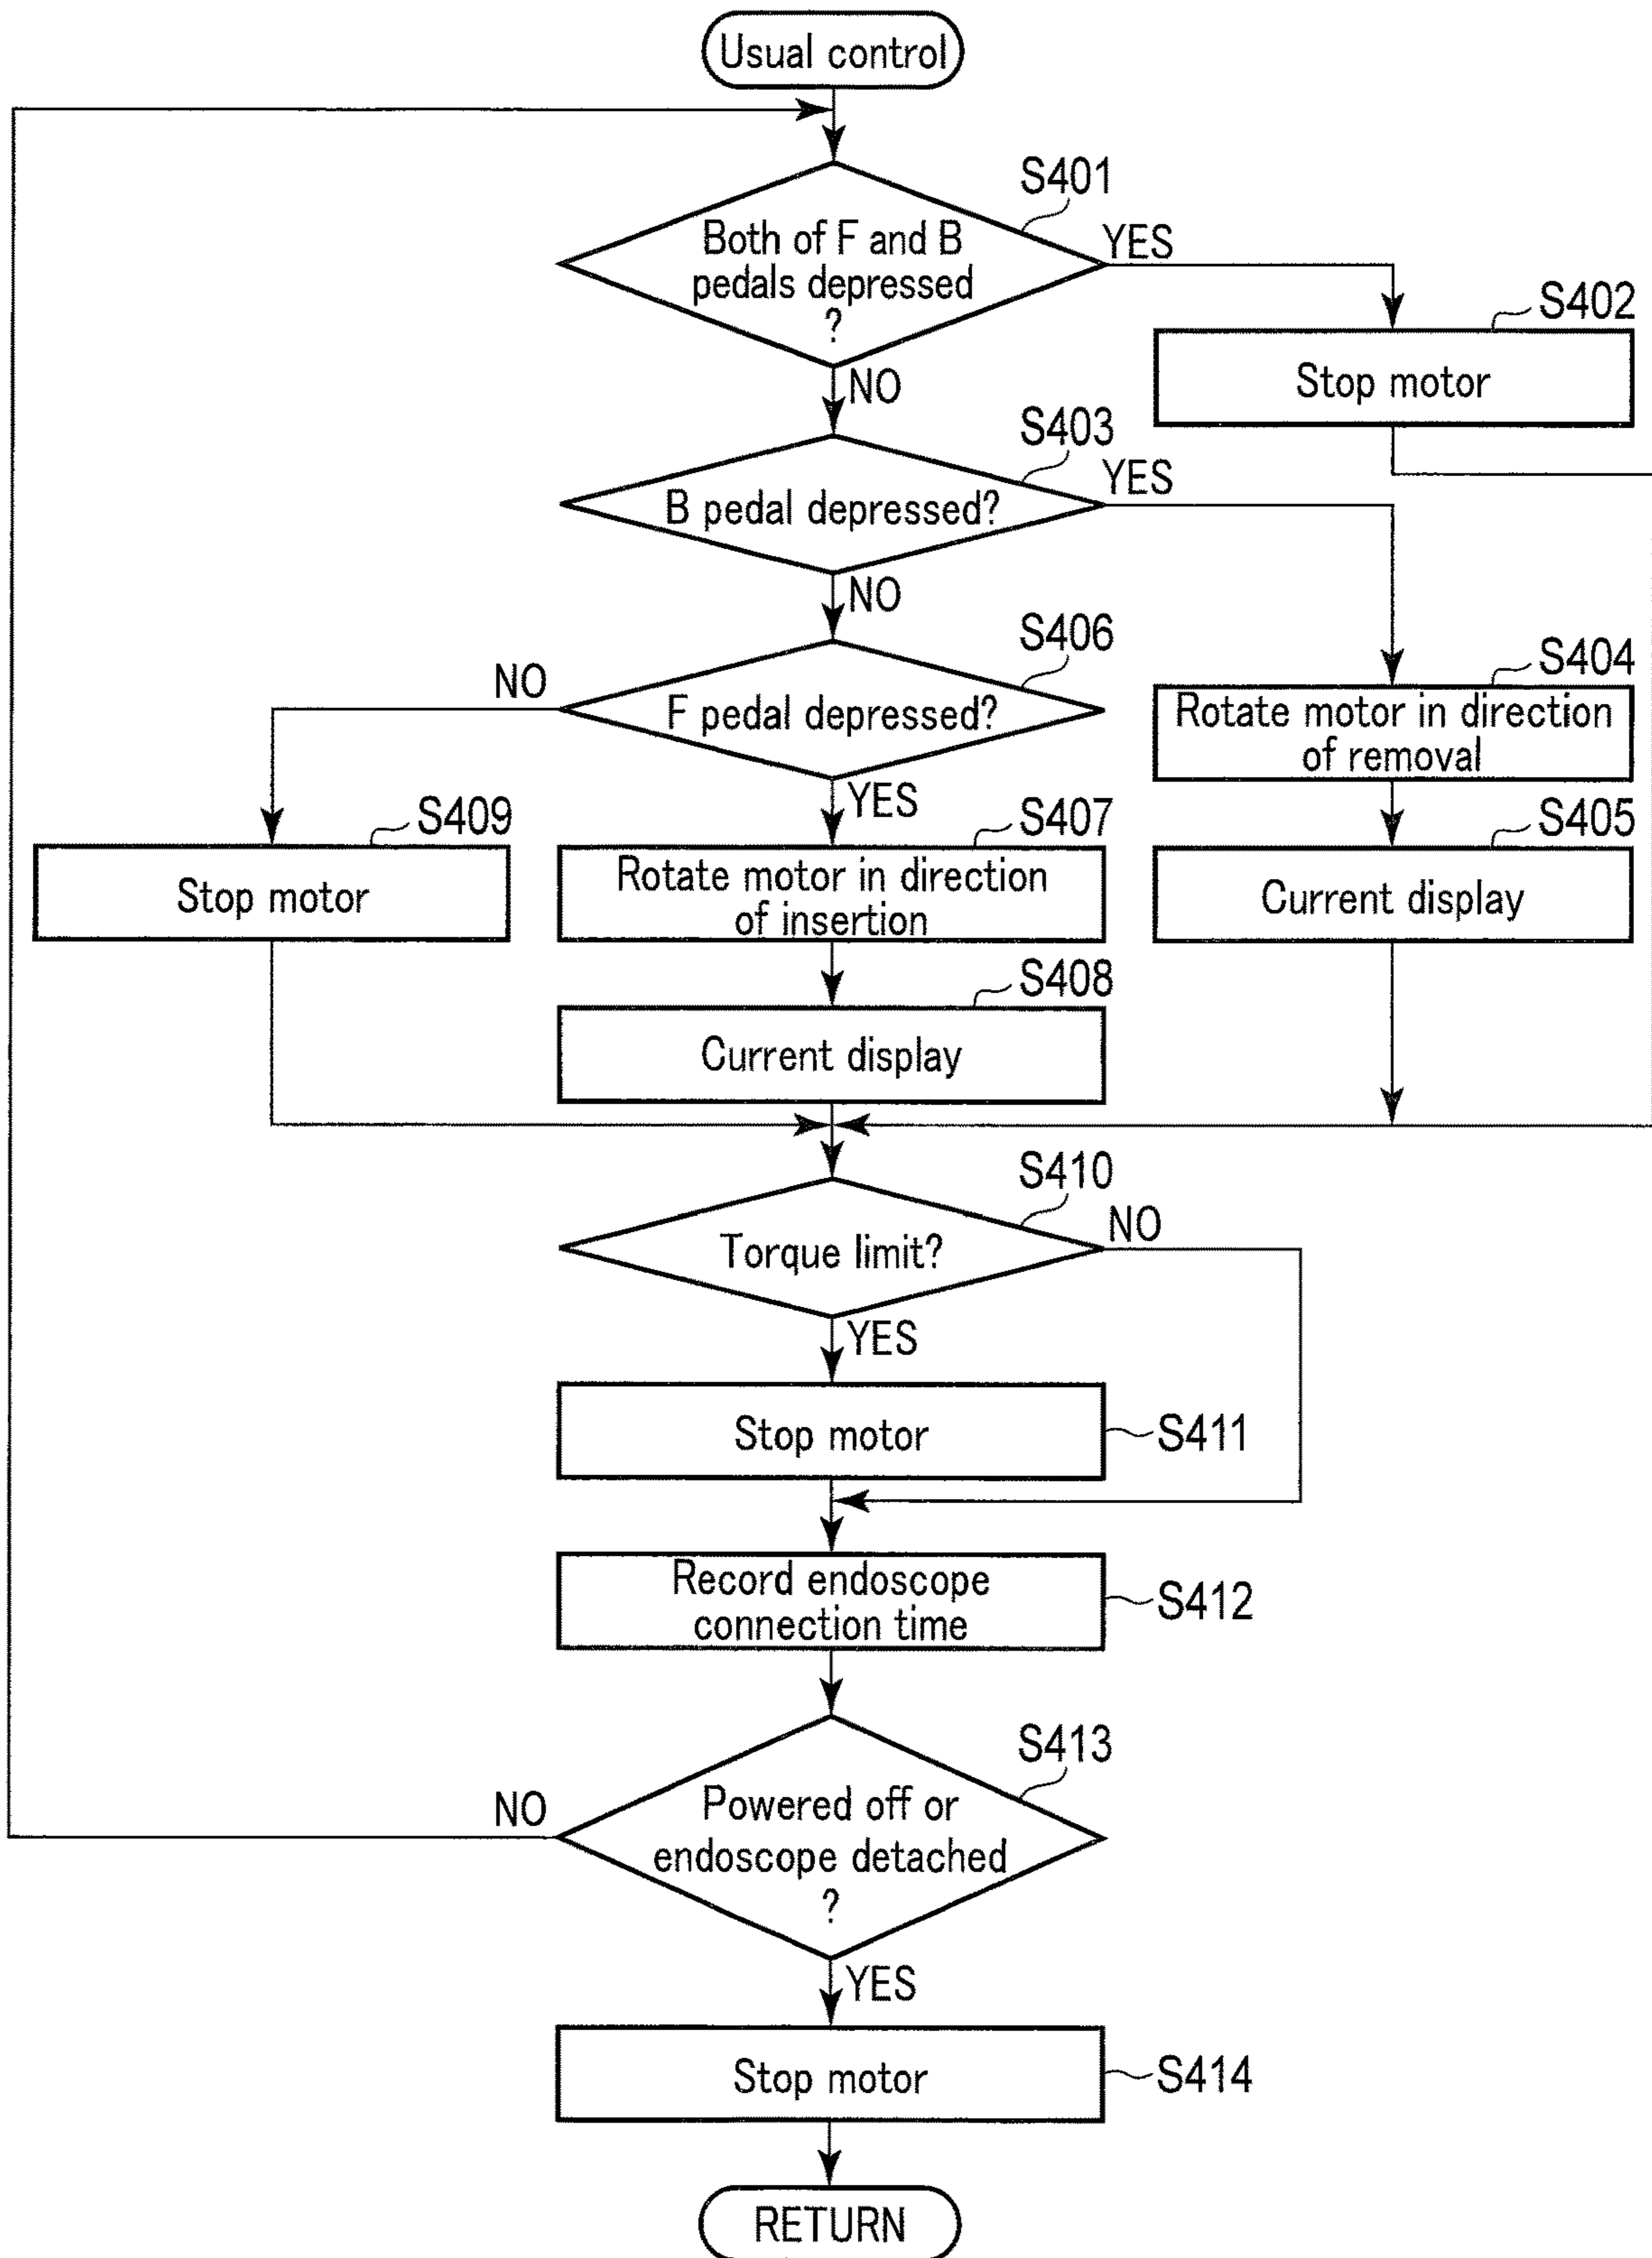 Usual control
S401
Both of F and B
pedals depressed
?
YES
S402
Stop motor
NO
S403
B pedal depressed?
YES
NO
S406
F pedal depressed?
NO
S404
Rotate motor in direction
of removal
YES
S409
Stop motor
S407
Rotate motor in direction
of insertion
S405
Current display
S408
Current display
S410
Torque limit?
NO
YES
Stop motor
S411
Record endoscope
connection time
S412
S413
Powered off or
endoscope detached
?
NO
YES
Stop motor
S414
RETURN